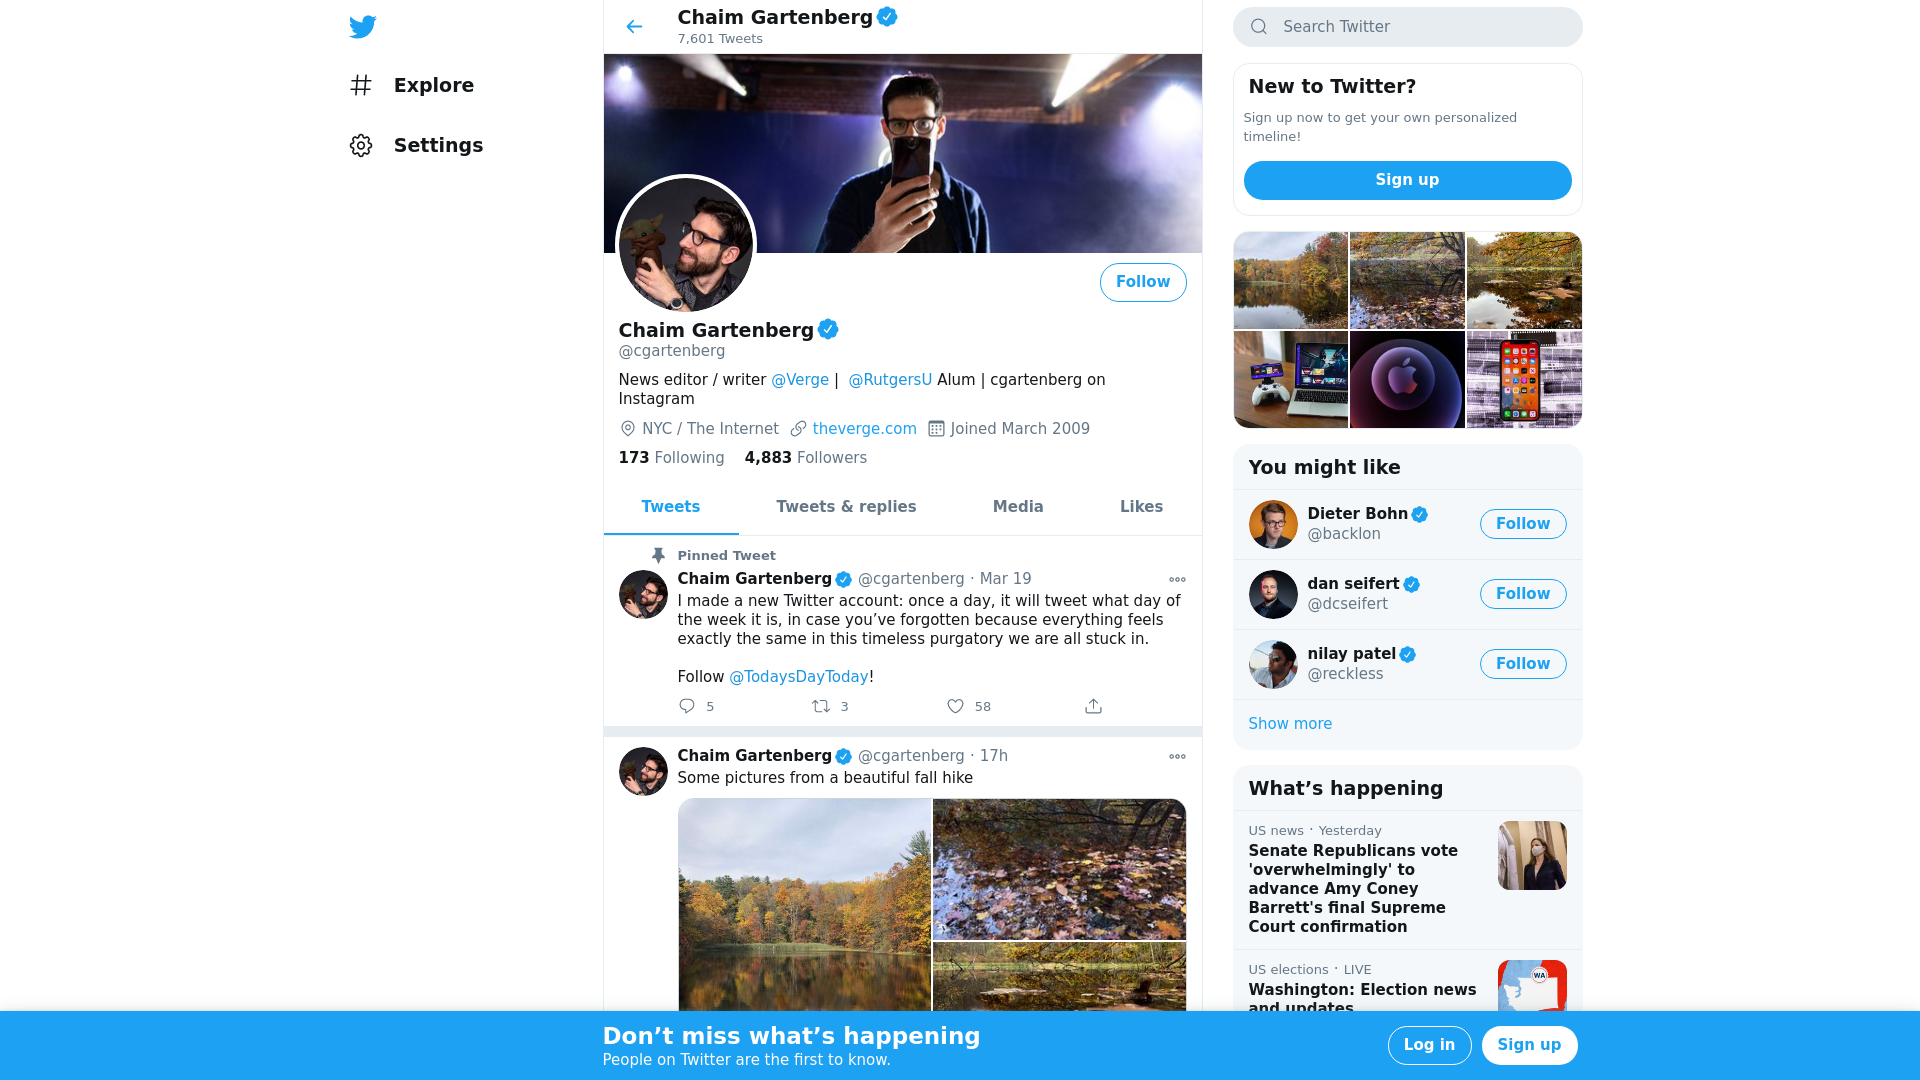 Explore
Settings
Chaim Gartenberg
7,601 Tweets
Follow
Chaim Gartenberg
@cgartenberg
News editor / writer @Verge | @RutgersU Alum | cgartenberg on
Instagram
NYC / The Internet theverge.com Joined March 2009
173 Following 4,883 Followers
Tweets Tweets & replies Media Likes
Pinned Tweet
Chaim Gartenberg @cgartenberg · Mar 19
I made a new Twitter account: once a day, it will tweet what day of
the week it is, in case you’ve forgotten because everything feels
exactly the same in this timeless purgatory we are all stuck in.
Follow @TodaysDayToday!
5 3 58
Chaim Gartenberg @cgartenberg · 17h
Some pictures from a beautiful fall hike
Search Twitter
New to Twitter?
Sign up now to get your own personalized
timeline!
Sign up
You might like
Dieter Bohn
@backlon
Follow
dan seifert
@dcseifert
Follow
nilay patel
@reckless
Follow
Show more
What’s happening
US news · Yesterday
Senate Republicans vote
'overwhelmingly' to
advance Amy Coney
Barrett's final Supreme
Court confirmation
US elections · LIVE
Washington: Election news
and updates
WA
Don’t miss what’s happening
People on Twitter are the first to know.
Log in
Sign up